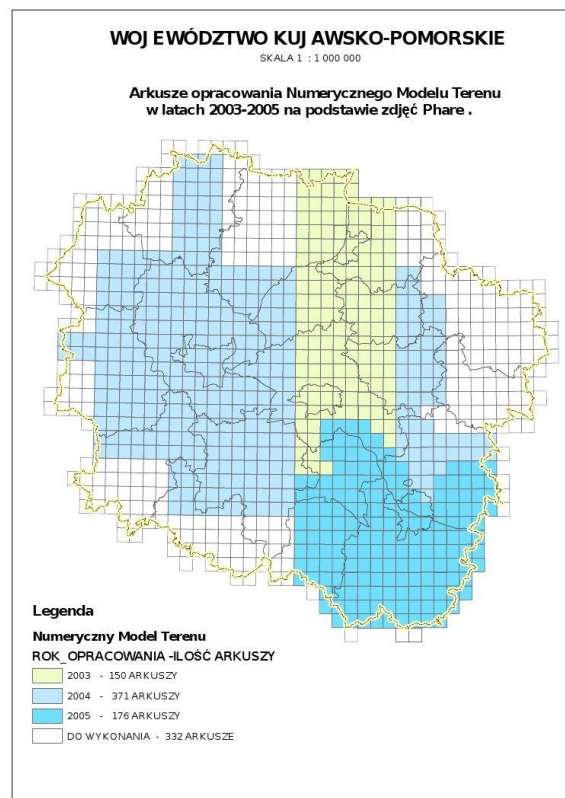 WOJEWÓDZTWO KUJAWSKO-POMORSKIE
SKALA 1 : 1 000 000
Arkusze opracowania Numerycznego Modelu Terenu
w latach 2003-2005 na podstawie zdjęć Phare .
Legenda
Numeryczny Model Terenu
ROK_OPRACOWANIA -ILOŚĆ ARKUSZY
2003 - 150 ARKUSZY
2004 - 371 ARKUSZY
2005 - 176 ARKUSZY
DO WYKONANIA - 332 ARKUSZE